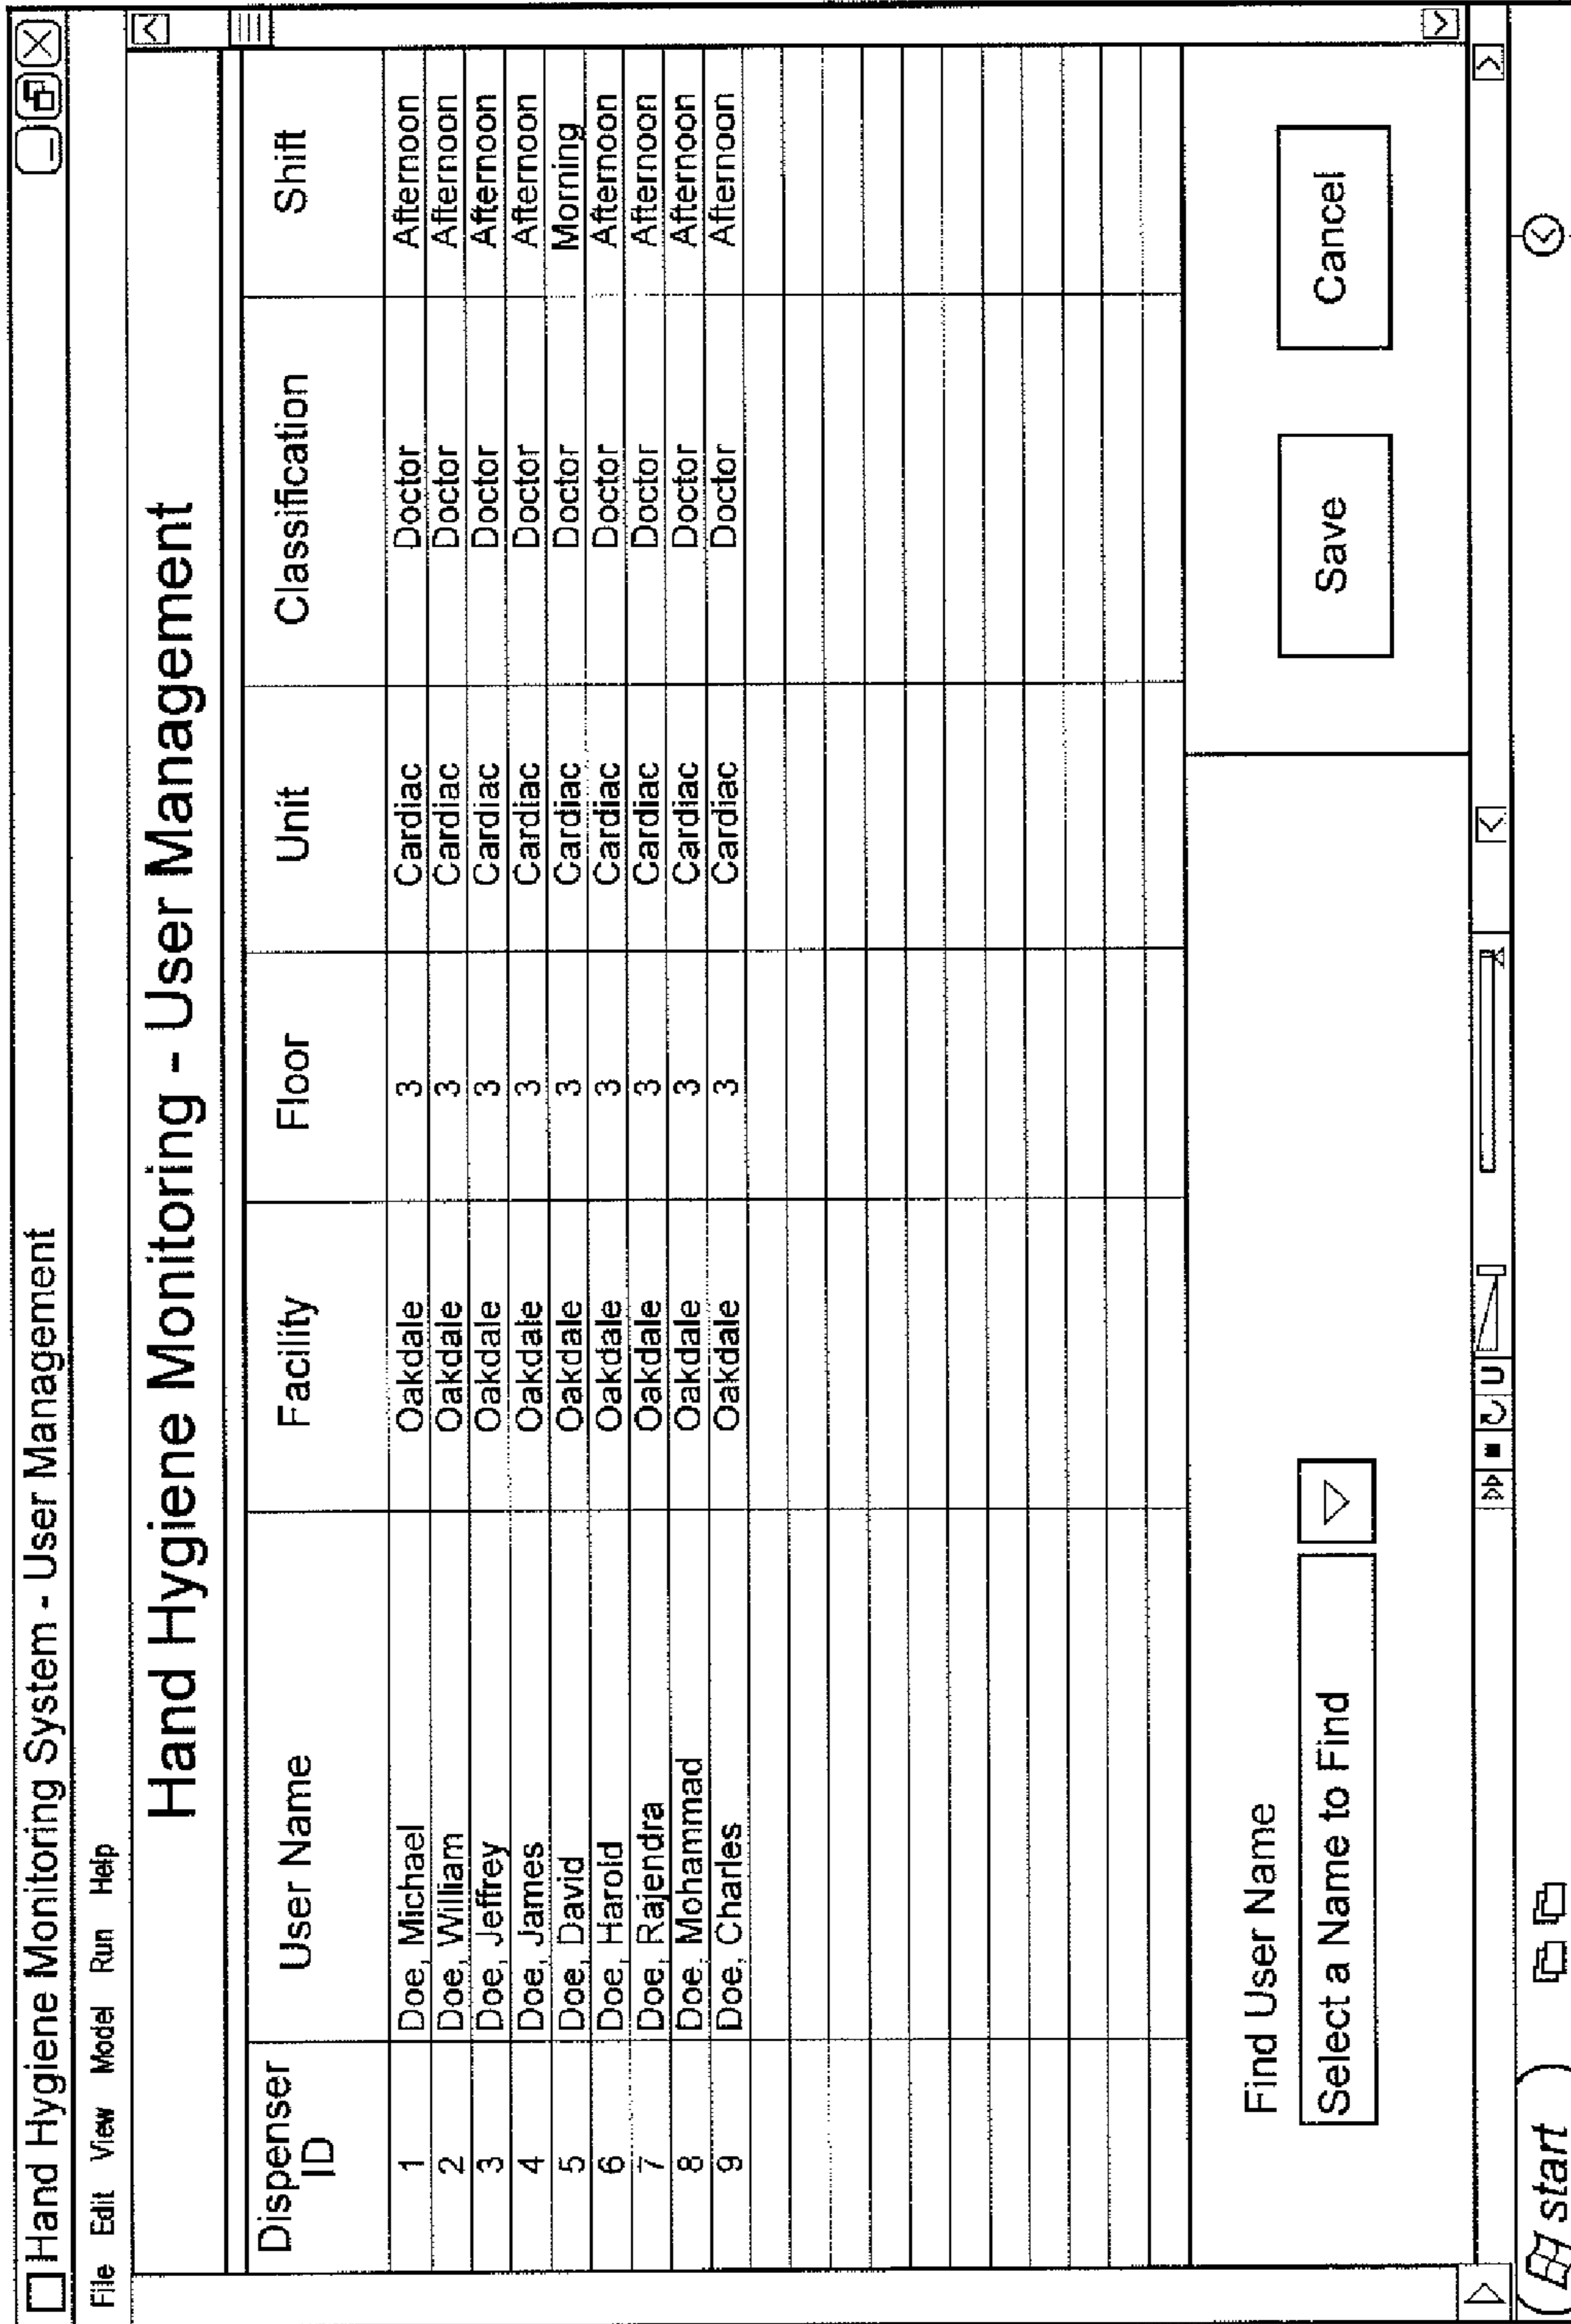 Hand Hygiene Monitoring System - User Management
File Edit View Model Run Help
Hand Hygiene Monitoring - User Management
Dispenser ID User Name Facility Floor Unit Classification Shift
1 Doe, Michael Oakdale 3 Cardiac Doctor Afternoon
2 Doe, William Oakdale 3 Cardiac Doctor Afternoon
3 Doe, Jeffrey Oakdale 3 Cardiac Doctor Afternoon
4 Doe, James Oakdale 3 Cardiac Doctor Afternoon
5 Doe, David Oakdale 3 Cardiac Doctor Morning
6 Doe, Harold Oakdale 3 Cardiac Doctor Afternoon
7 Doe, Rajendra Oakdale 3 Cardiac Doctor Afternoon
8 Doe, Mohammad Oakdale 3 Cardiac Doctor Afternoon
9 Doe, Charles Oakdale 3 Cardiac Doctor Afternoon
Find User Name
Select a Name to Find
Save Cancel
U
start